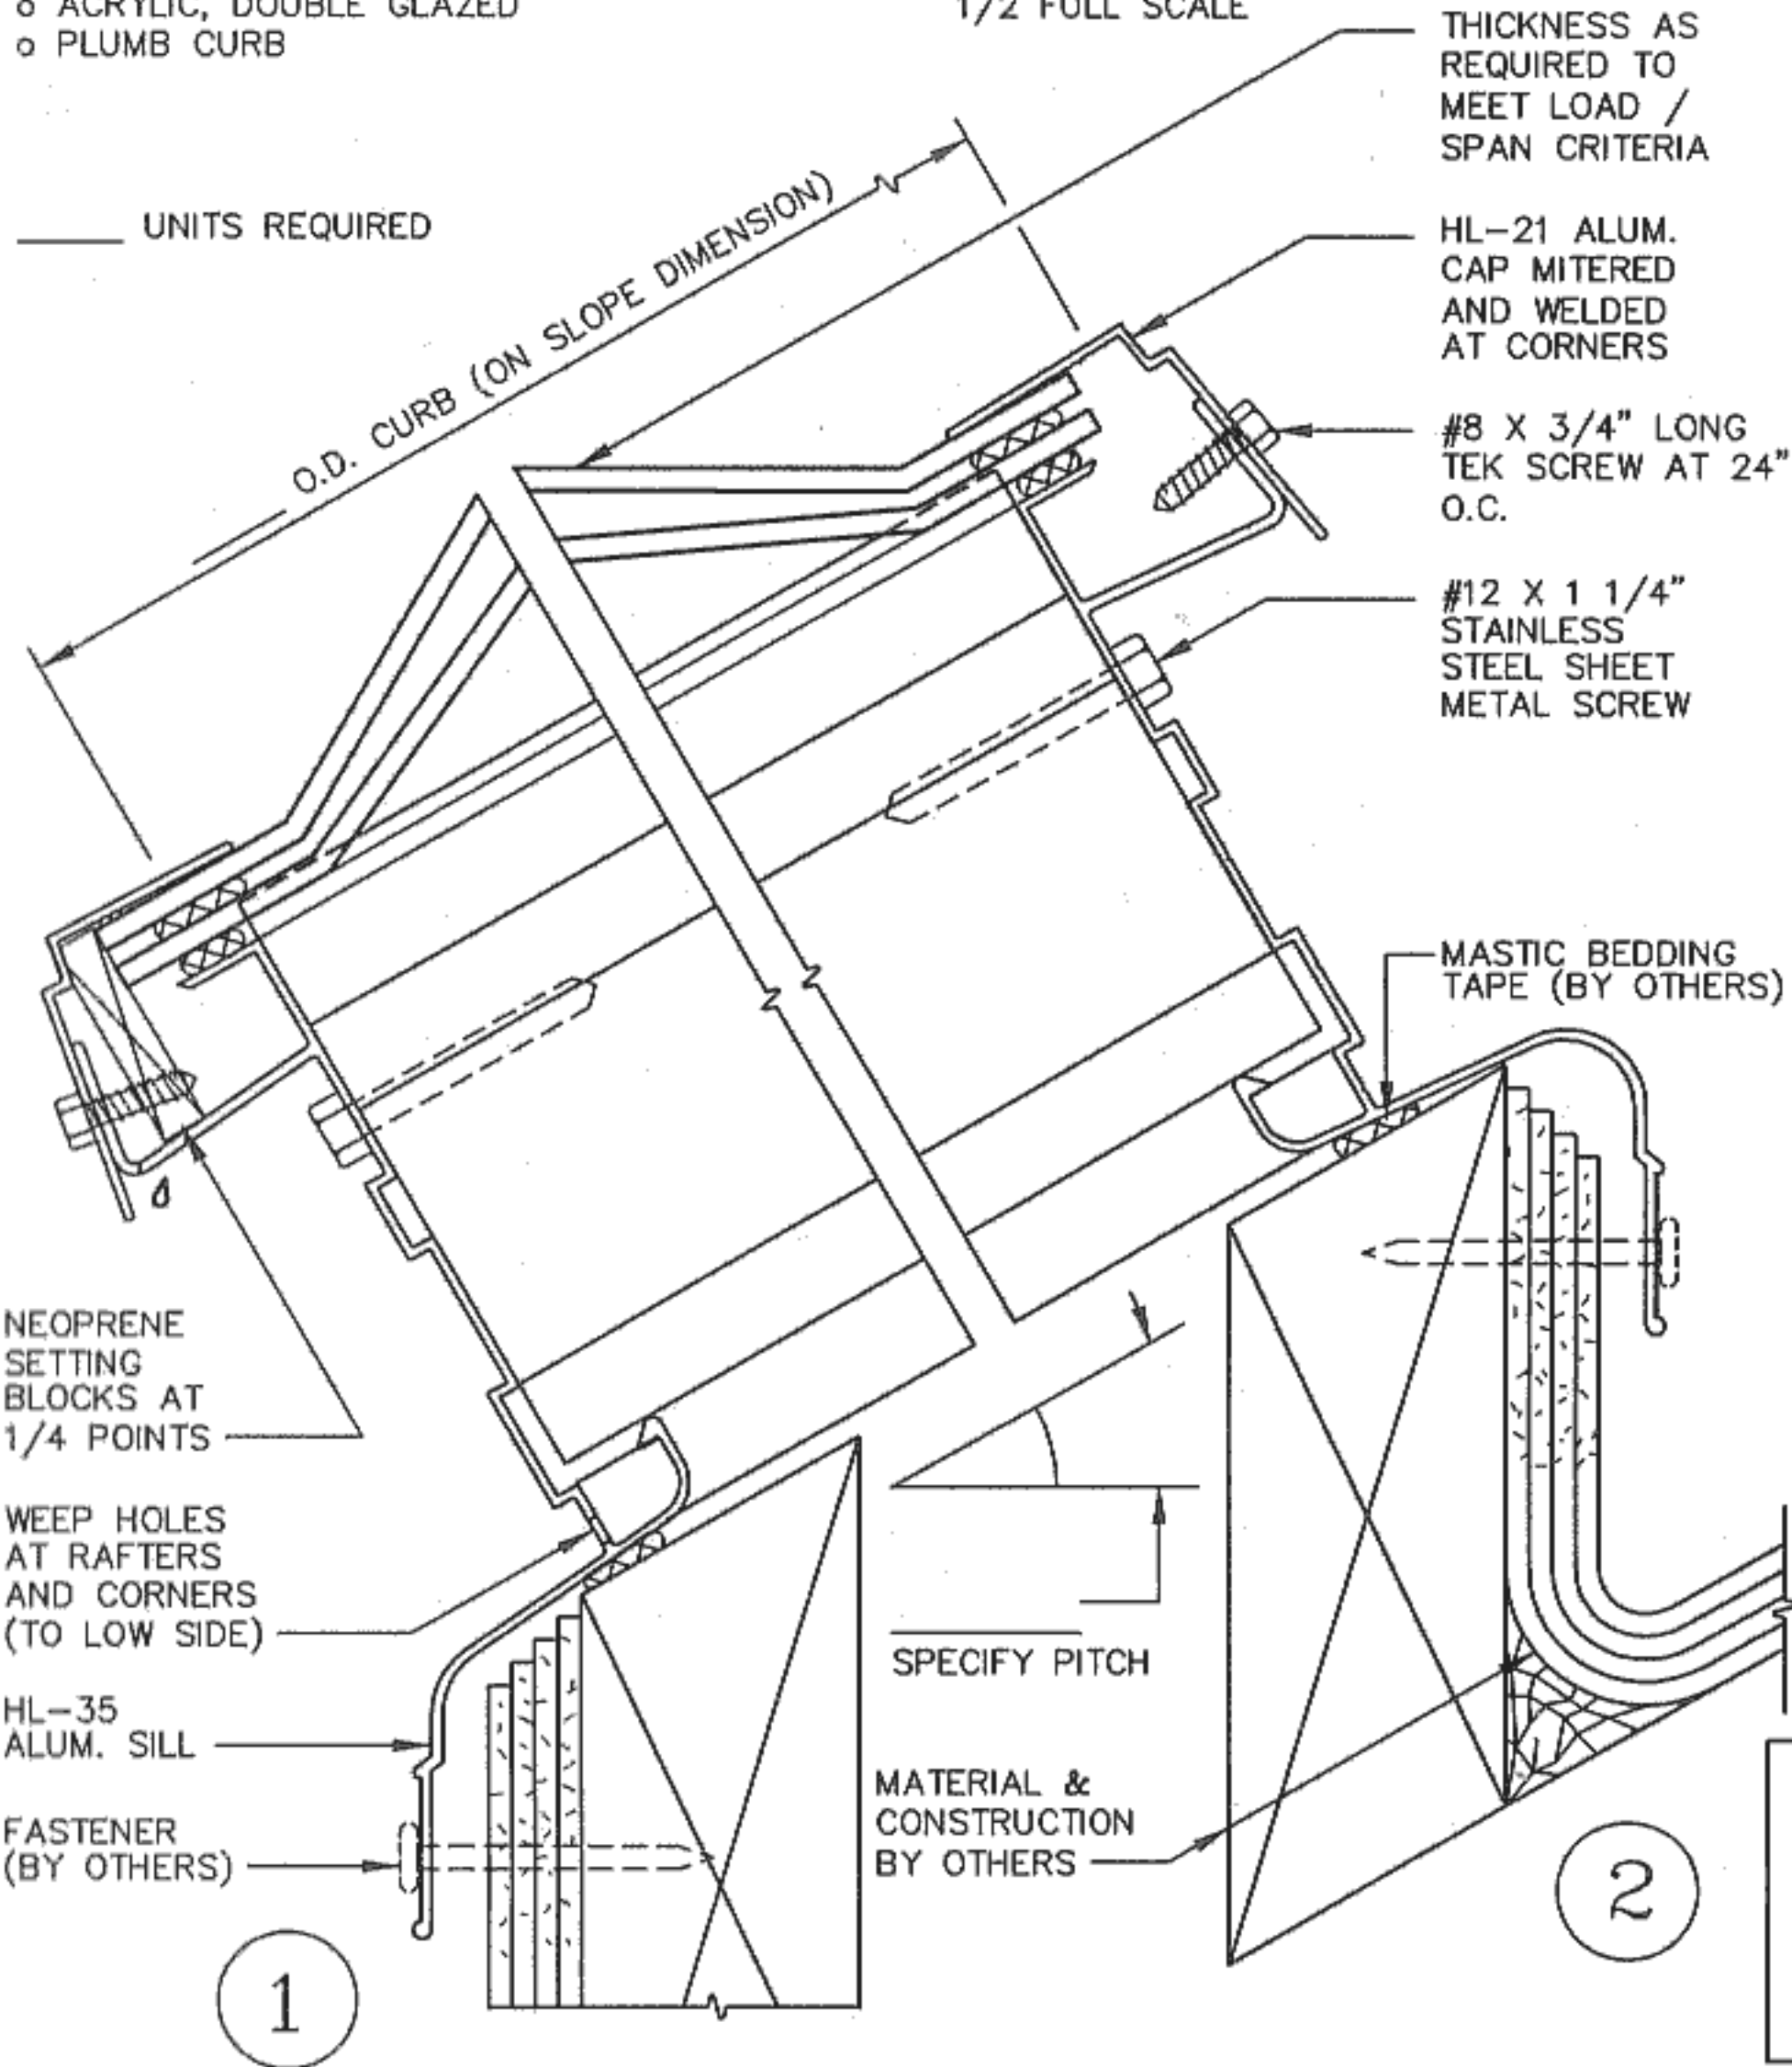 o ACRYLIC, DOUBLE GLAZED
o PLUMB CURB
1/2 FULL SCALE
THICKNESS AS
REQUIRED TO
MEET LOAD /
SPAN CRITERIA
____ UNITS REQUIRED
O.D. CURB (ON SLOPE DIMENSION)
HL-21 ALUM.
CAP MITERED
AND WELDED
AT CORNERS
#8 X 3/4" LONG
TEK SCREW AT 24"
O.C.
#12 X 1 1/4"
STAINLESS
STEEL SHEET
METAL SCREW
MASTIC BEDDING
TAPE (BY OTHERS)
NEOPRENE
SETTING
BLOCKS AT
1/4 POINTS
WEEP HOLES
AT RAFTERS
AND CORNERS
(TO LOW SIDE)
SPECIFY PITCH
HL-35
ALUM. SILL
MATERIAL &
CONSTRUCTION
BY OTHERS
FASTENER
(BY OTHERS)
1
2